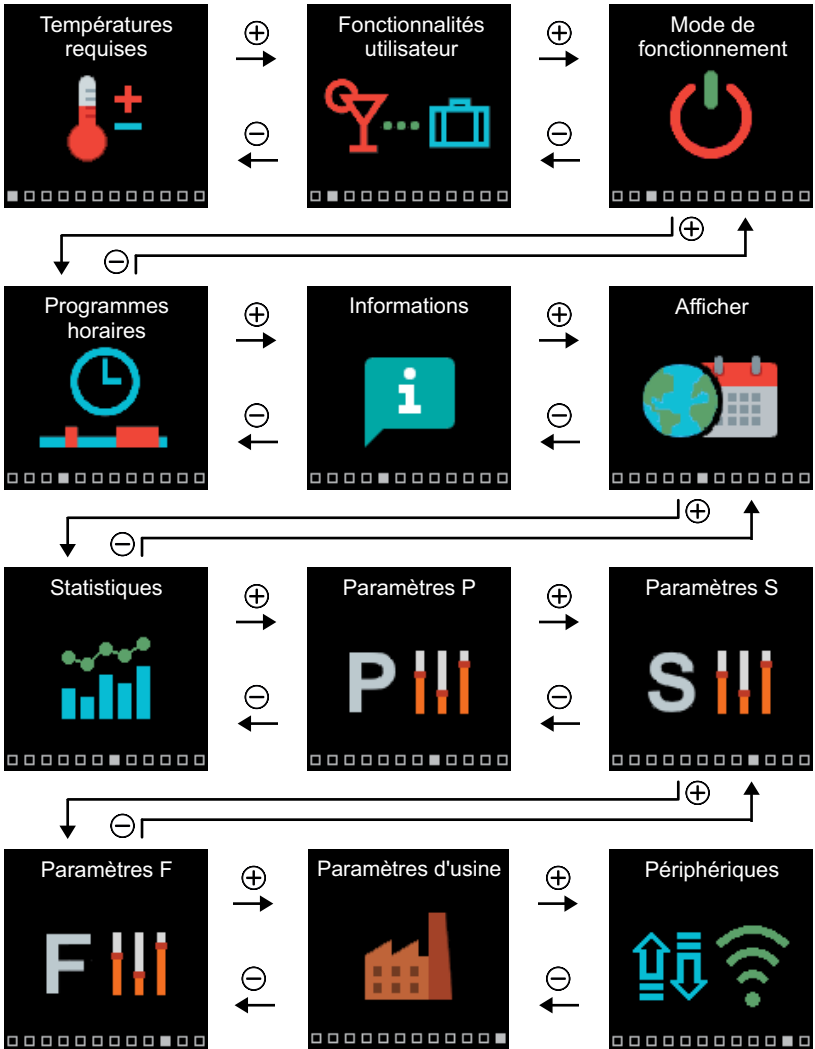 Températures
requises
Fonctionnalités
utilisateur
Mode de
fonctionnement
Programmes
horaires
Informations
Afficher
Statistiques
Paramètres P
P
Paramètres S
S
Paramètres F
F
Paramètres d'usine
Périphériques